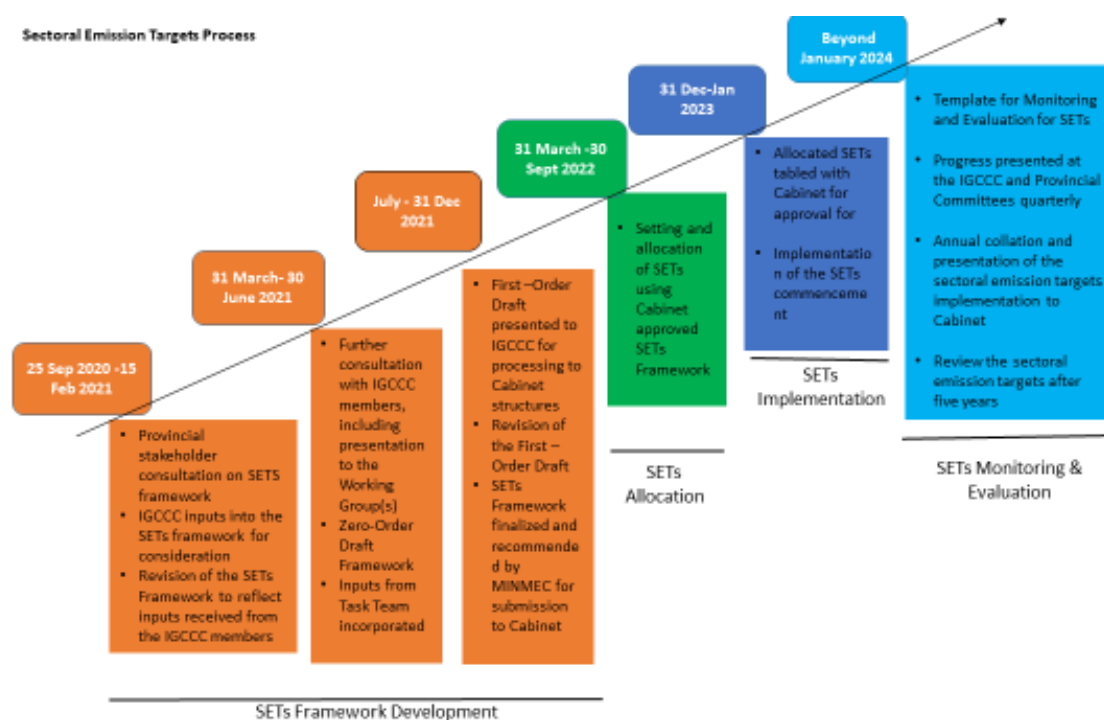 Sectoral Emission Targets Process
25 Sep 2020 -15
Feb 2021
• Provincial
stakeholder
consultation on SETS
framework
• IGCCC inputs into the
SETs framework for
consideration
• Revision of the SETs
Framework to reflect
inputs received from
the IGCCC members
31 March- 30
June 2021
• Further
consultation
with IGCCC
members,
including
presentation
to the
Working
Group(s)
• Zero-Order
Draft
Framework
• Inputs from
Task Team
incorporated
July - 31 Dec
2021
• First –Order
Draft
presented to
IGCCC for
processing to
Cabinet
structures
• Revision of
the First –
Order Draft
• SETs
Framework
finalized and
recommende
d by
MINMEC for
submission
to Cabinet
SETs Framework Development
31 March -30
Sept 2022
• Setting and
allocation
of SETs
using
Cabinet
approved
SETs
Framework
SETs
Allocation
31 Dec-Jan
2023
• Allocated SETs
tabled with
Cabinet for
approval for
• Implementatio
n of the SETs
commenceme
nt
SETs
Implementation
Beyond
January 2024
• Template for Monitoring
and Evaluation for SETs
• Progress presented at
the IGCCC and Provincial
Committees quarterly
• Annual collation and
presentation of the
sectoral emission targets
implementation to
Cabinet
• Review the sectoral
emission targets after
five years
SETs Monitoring &
Evaluation